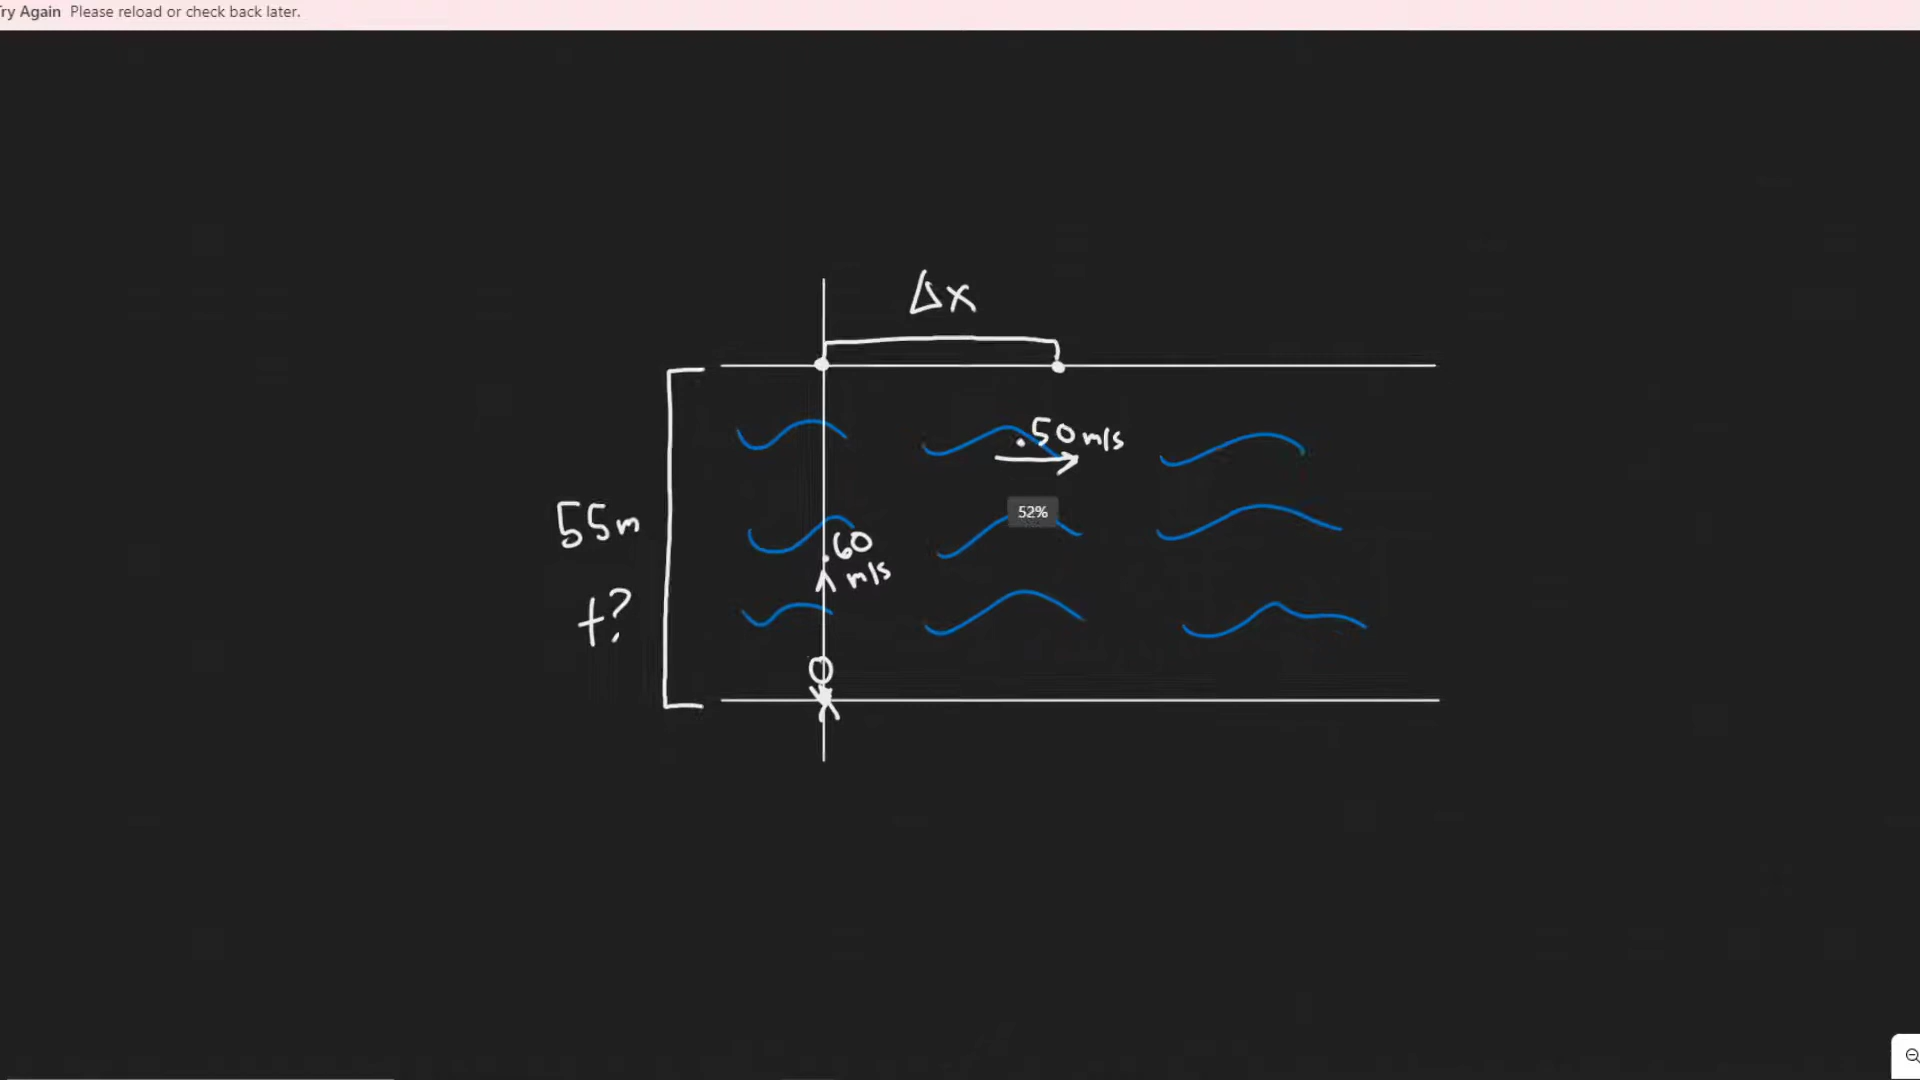 ry Again Please reload or check back later.
Δx
.50 m/s
52%
55m
.60
m/s
t?